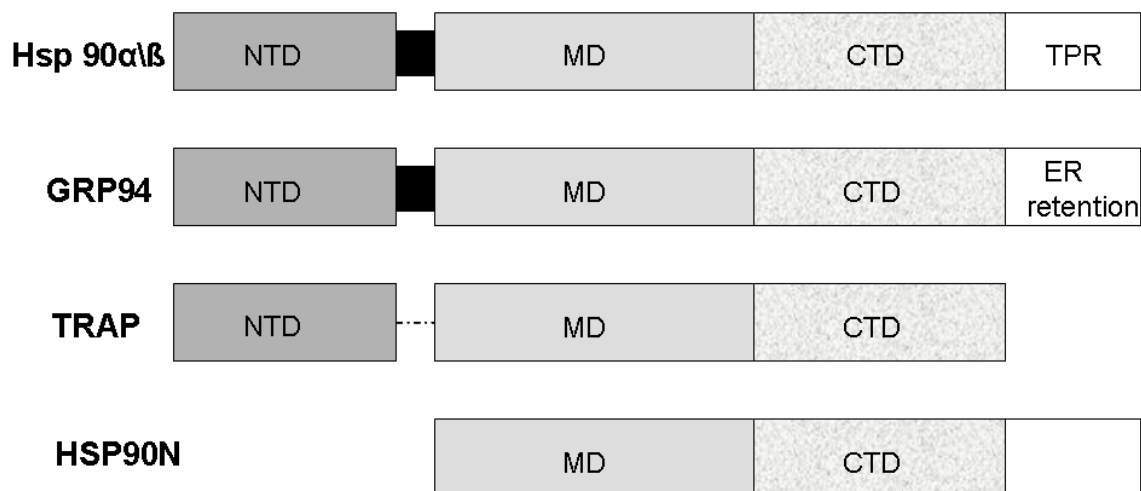 Hsp 90α\ß NTD MD CTD TPR
GRP94 NTD MD CTD ER
retention
TRAP NTD MD CTD
HSP90N MD CTD